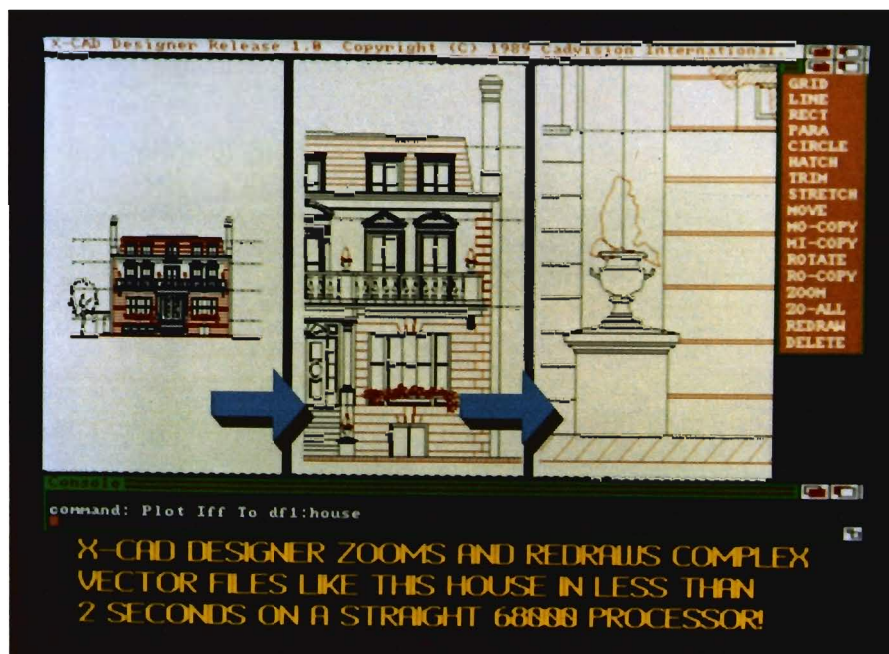 X-CAD Designer Release 1.0 Copyright (C) 1989 Cadvision International.
GRID
LINE
RECT
PARA
CIRCLE
HATCH
TRIM
STRETCH
MOVE
MO-COPY
MI-COPY
ROTATE
RO-COPY
ZOOM
ZO-ALL
REDRAW
DELETE
Console
command: Plot Iff To df1:house
X-CAD DESIGNER ZOOMS AND REDRAWS COMPLEX
VECTOR FILES LIKE THIS HOUSE IN LESS THAN
2 SECONDS ON A STRAIGHT 68000 PROCESSOR!